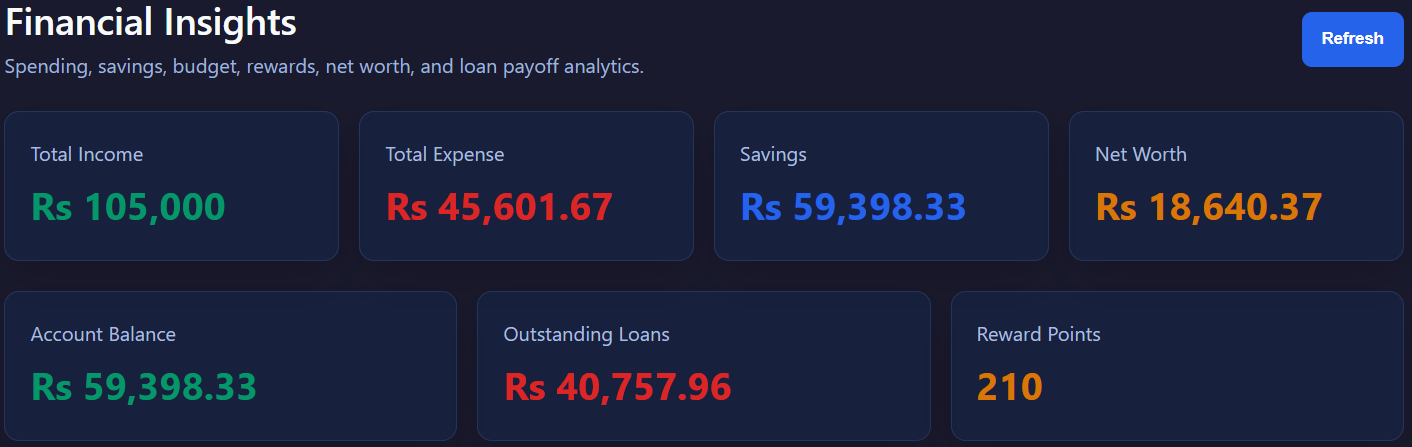 Financial Insights
Refresh
Spending, savings, budget, rewards, net worth, and loan payoff analytics.
Total Income
Rs 105,000
Total Expense
Rs 45,601.67
Savings
Rs 59,398.33
Net Worth
Rs 18,640.37
Account Balance
Rs 59,398.33
Outstanding Loans
Rs 40,757.96
Reward Points
210